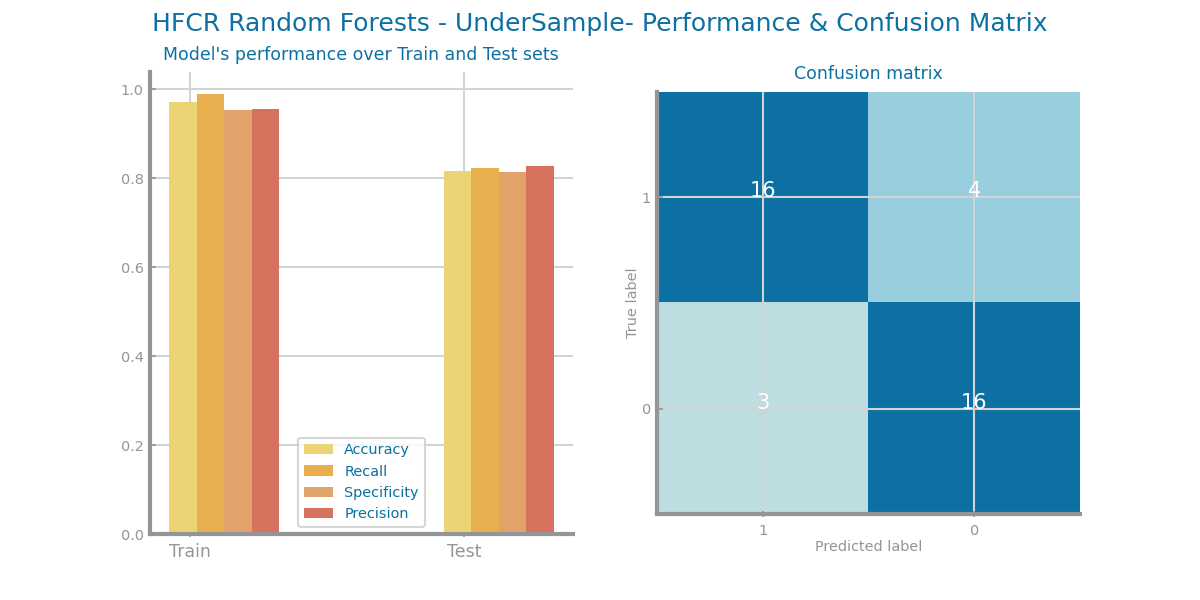 HFCR Random Forests - UnderSample- Performance & Confusion Matrix
Model's performance over Train and Test sets
1.0
0.8
0.6
0.4
0.2
0.0
Train
Test
Accuracy
Recall
Specificity
Precision
Confusion matrix
True label
1
0
16
4
3
16
1
0
Predicted label